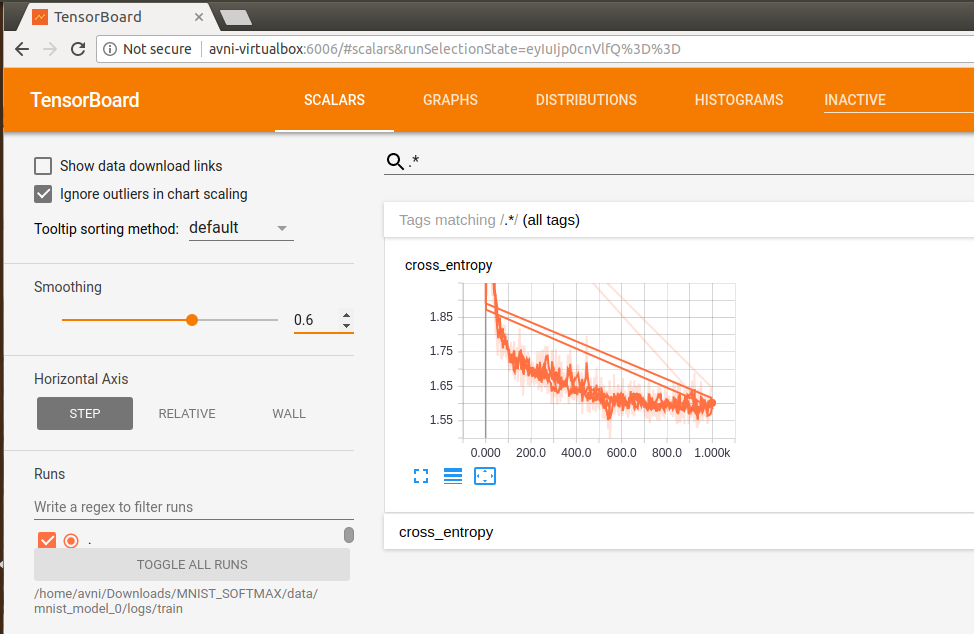 TensorBoard
Not secure avni-virtualbox:6006/#scalars&runSelectionState=eyIuIjp0cnVlfQ%3D%3D
TensorBoard SCALARS GRAPHS DISTRIBUTIONS HISTOGRAMS INACTIVE
Show data download links
Ignore outliers in chart scaling
Tooltip sorting method: default
Smoothing
0.6
Horizontal Axis
STEP RELATIVE WALL
Runs
Write a regex to filter runs
.
TOGGLE ALL RUNS
/home/avni/Downloads/MNIST_SOFTMAX/data/
mnist_model_0/logs/train
.*
Tags matching /.*/ (all tags)
cross_entropy
1.85
1.75
1.65
1.55
0.000 200.0 400.0 600.0 800.0 1.000k
cross_entropy